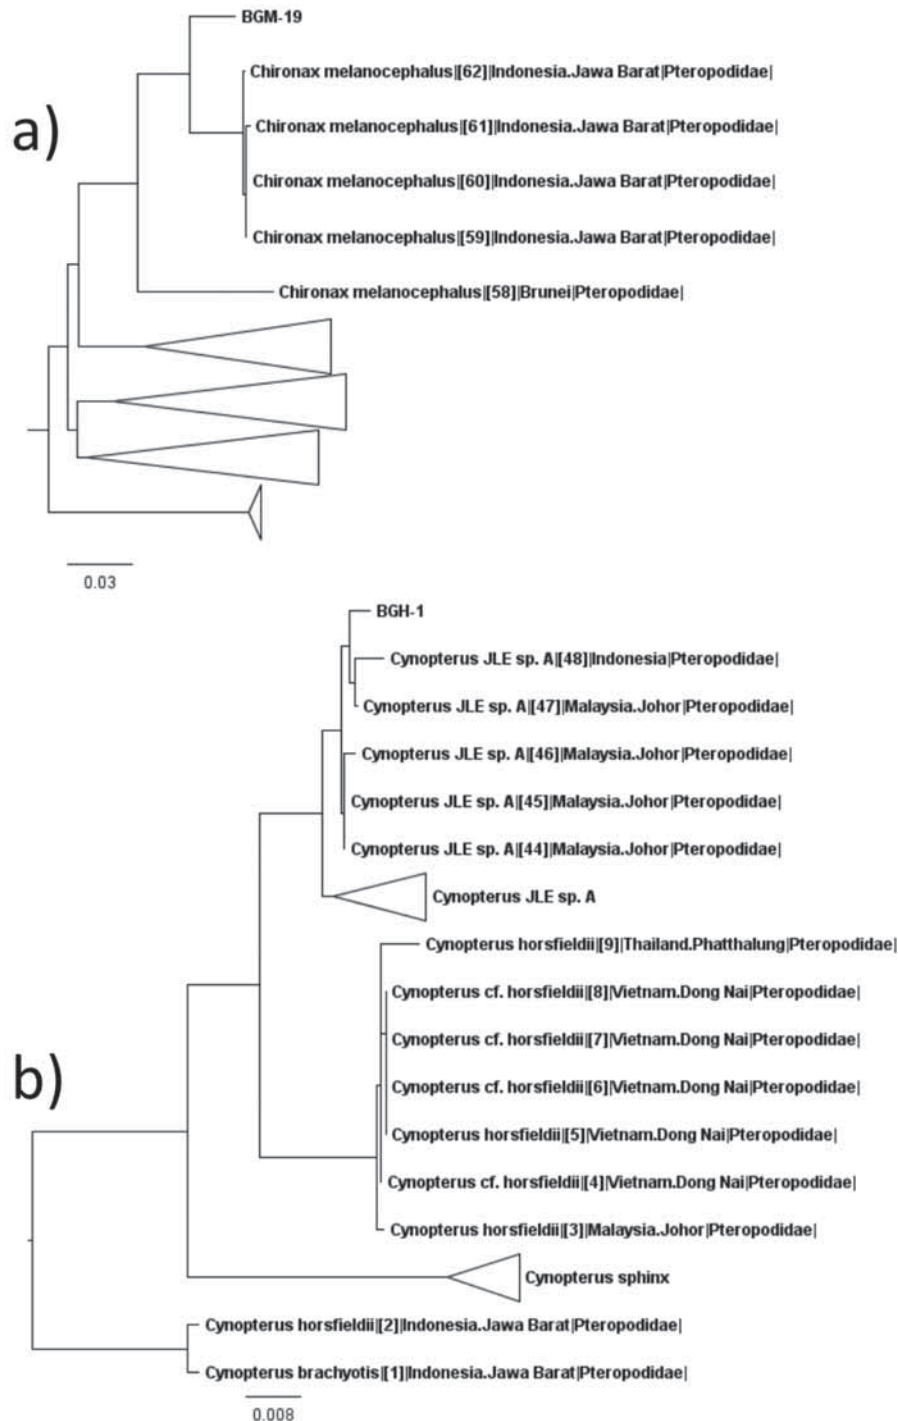 a)
BGM-19
Chironax melanocephalus|[62]|Indonesia.Jawa Barat|Pteropodidae|
Chironax melanocephalus|[61]|Indonesia.Jawa Barat|Pteropodidae|
Chironax melanocephalus|[60]|Indonesia.Jawa Barat|Pteropodidae|
Chironax melanocephalus|[59]|Indonesia.Jawa Barat|Pteropodidae|
Chironax melanocephalus|[58]|Brunei|Pteropodidae|
0.03
b)
BGH-1
Cynopterus JLE sp. A|[48]|Indonesia|Pteropodidae|
Cynopterus JLE sp. A|[47]|Malaysia.Johor|Pteropodidae|
Cynopterus JLE sp. A|[46]|Malaysia.Johor|Pteropodidae|
Cynopterus JLE sp. A|[45]|Malaysia.Johor|Pteropodidae|
Cynopterus JLE sp. A|[44]|Malaysia.Johor|Pteropodidae|
Cynopterus JLE sp. A
Cynopterus horsfieldii|[9]|Thailand.Phatthalung|Pteropodidae|
Cynopterus cf. horsfieldii|[8]|Vietnam.Dong Nai|Pteropodidae|
Cynopterus cf. horsfieldii|[7]|Vietnam.Dong Nai|Pteropodidae|
Cynopterus cf. horsfieldii|[6]|Vietnam.Dong Nai|Pteropodidae|
Cynopterus horsfieldii|[5]|Vietnam.Dong Nai|Pteropodidae|
Cynopterus cf. horsfieldii|[4]|Vietnam.Dong Nai|Pteropodidae|
Cynopterus horsfieldii|[3]|Malaysia.Johor|Pteropodidae|
Cynopterus sphinx
Cynopterus horsfieldii|[2]|Indonesia.Jawa Barat|Pteropodidae|
Cynopterus brachyotis|[1]|Indonesia.Jawa Barat|Pteropodidae|
0.008